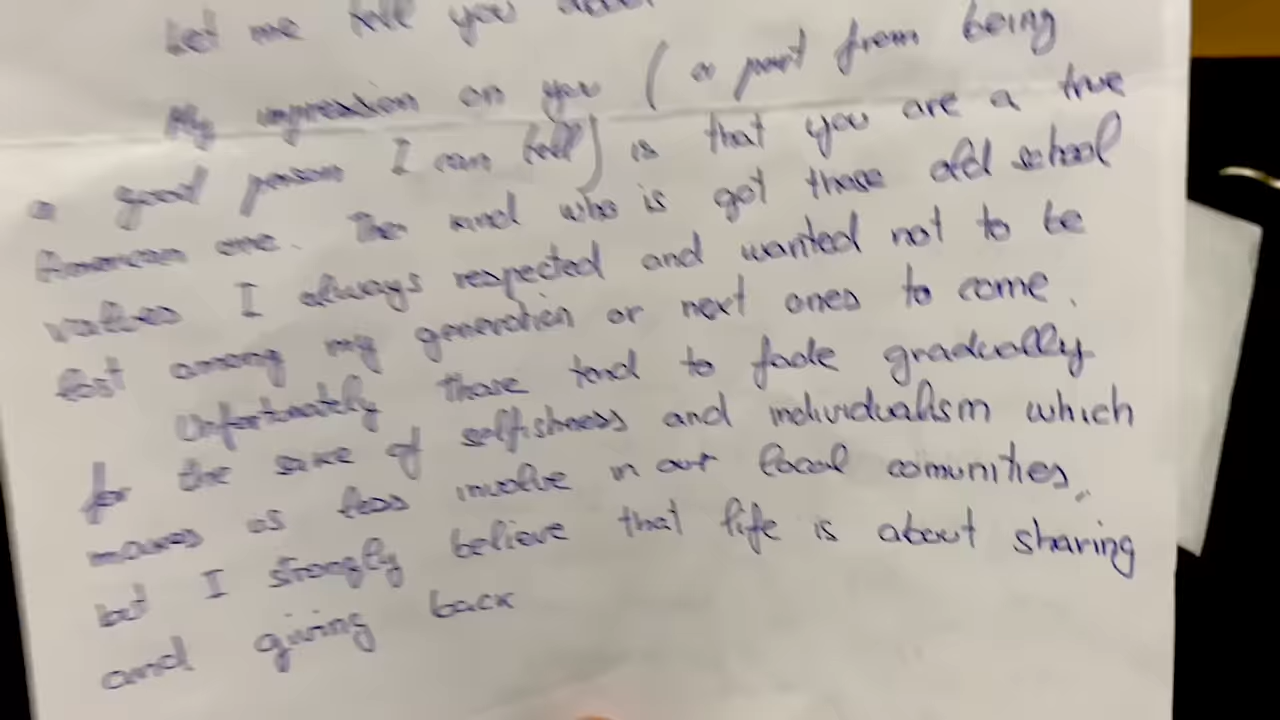 Let me tell you
My impression on you ( a part from being
a good person I can tell) is that you are a true
American one. The kind who is got those old school
values I always respected and wanted not to be
lost among my generation or next ones to come.
Unfortunately those tend to fade gradually
for the sake of selfishness and individualism which
makes us less involve in our local comunities,
but I strongly believe that life is about sharing
and giving back